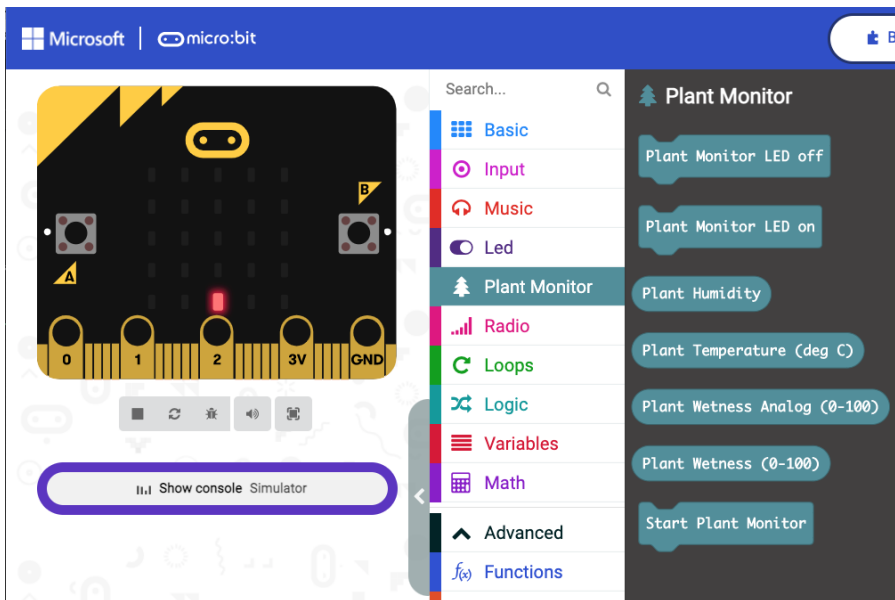 Microsoft micro:bit
B
A
B
0 1 2 3V GND
Show console Simulator
Search...
Basic
Input
Music
Led
Plant Monitor
Radio
Loops
Logic
Variables
Math
Advanced
f(x) Functions
Plant Monitor
Plant Monitor LED off
Plant Monitor LED on
Plant Humidity
Plant Temperature (deg C)
Plant Wetness Analog (0-100)
Plant Wetness (0-100)
Start Plant Monitor